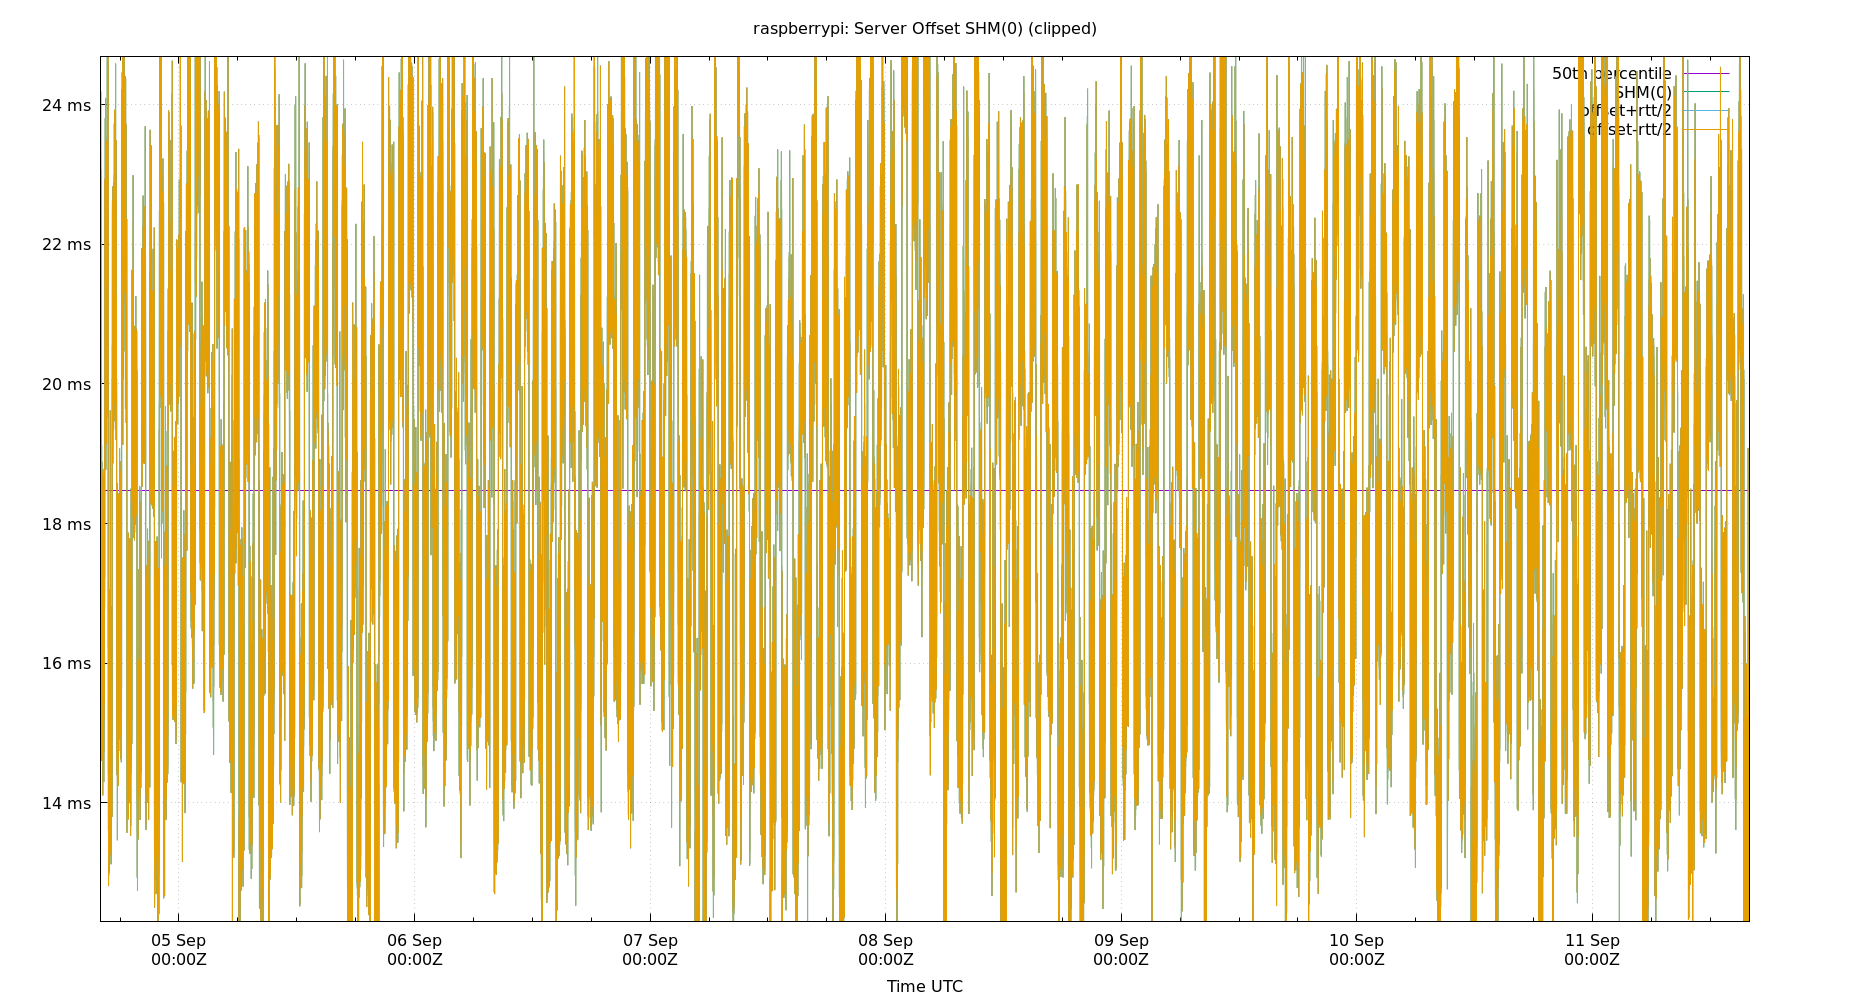 raspberrypi: Server Offset SHM(0) (clipped)
50th percentile
SHM(0)
offset+rtt/2
offset-rtt/2
24 ms
22 ms
20 ms
18 ms
16 ms
14 ms
05 Sep
00:00Z
06 Sep
00:00Z
07 Sep
00:00Z
08 Sep
00:00Z
09 Sep
00:00Z
10 Sep
00:00Z
11 Sep
00:00Z
Time UTC